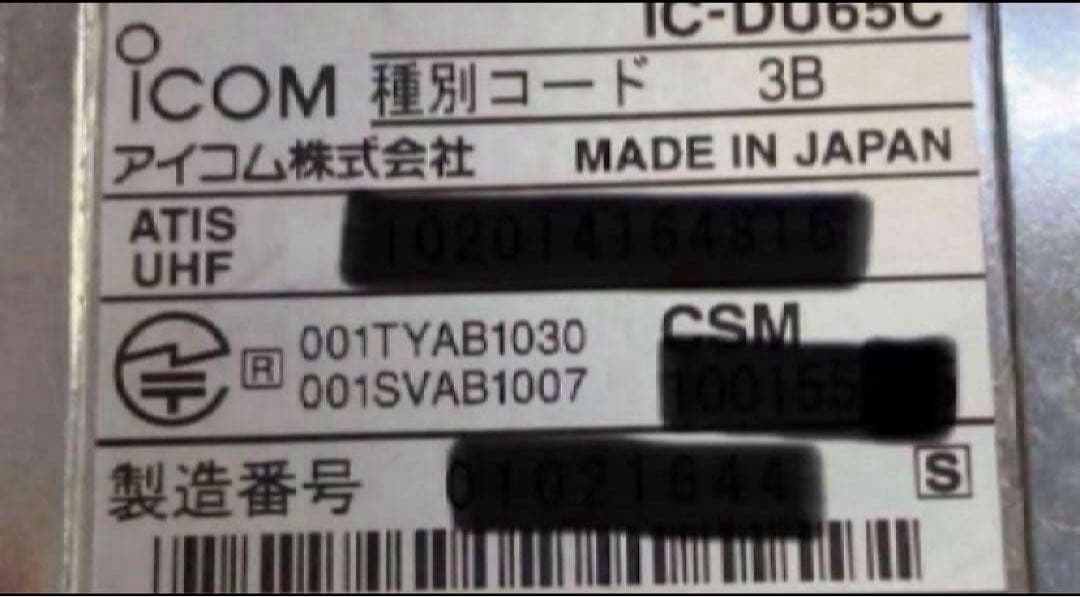 IC-DU65C
iCOM 種別コード 3B
アイコム株式会社 MADE IN JAPAN
ATIS
UHF
R 001TYAB1030 CSM
001SVAB1007
製造番号 S